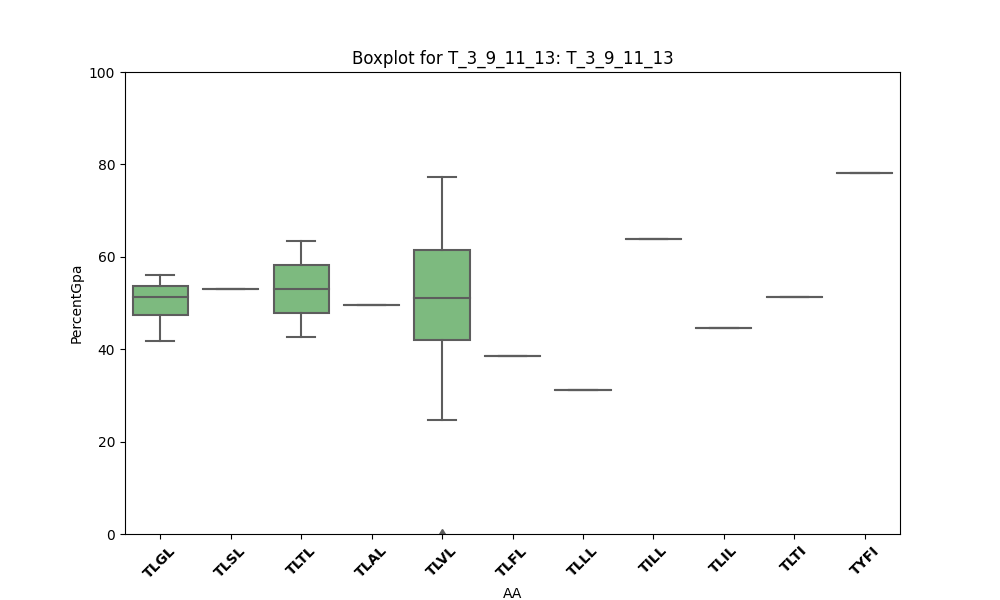 Boxplot for T_3_9_11_13: T_3_9_11_13
100
80
60
40
20
0
PercentGpa
TLGL
TLSL
TLTL
TLAL
TLVL
TLFL
TLLL
TILL
TLIL
TLTI
TYFI
AA